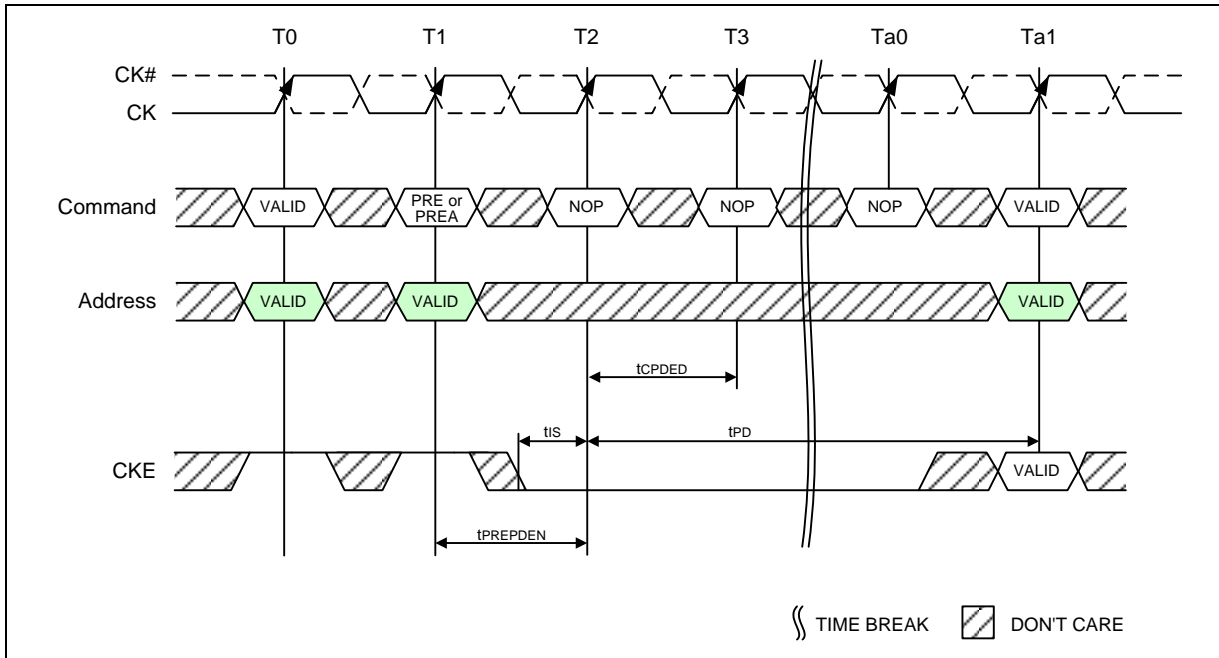 T0 T1 T2 T3 Ta0 Ta1
CK#
CK
Command VALID PRE or PREA NOP NOP NOP VALID
Address VALID VALID VALID
tCPDED
tIS tPD
CKE VALID
tPREPDEN
TIME BREAK DON'T CARE